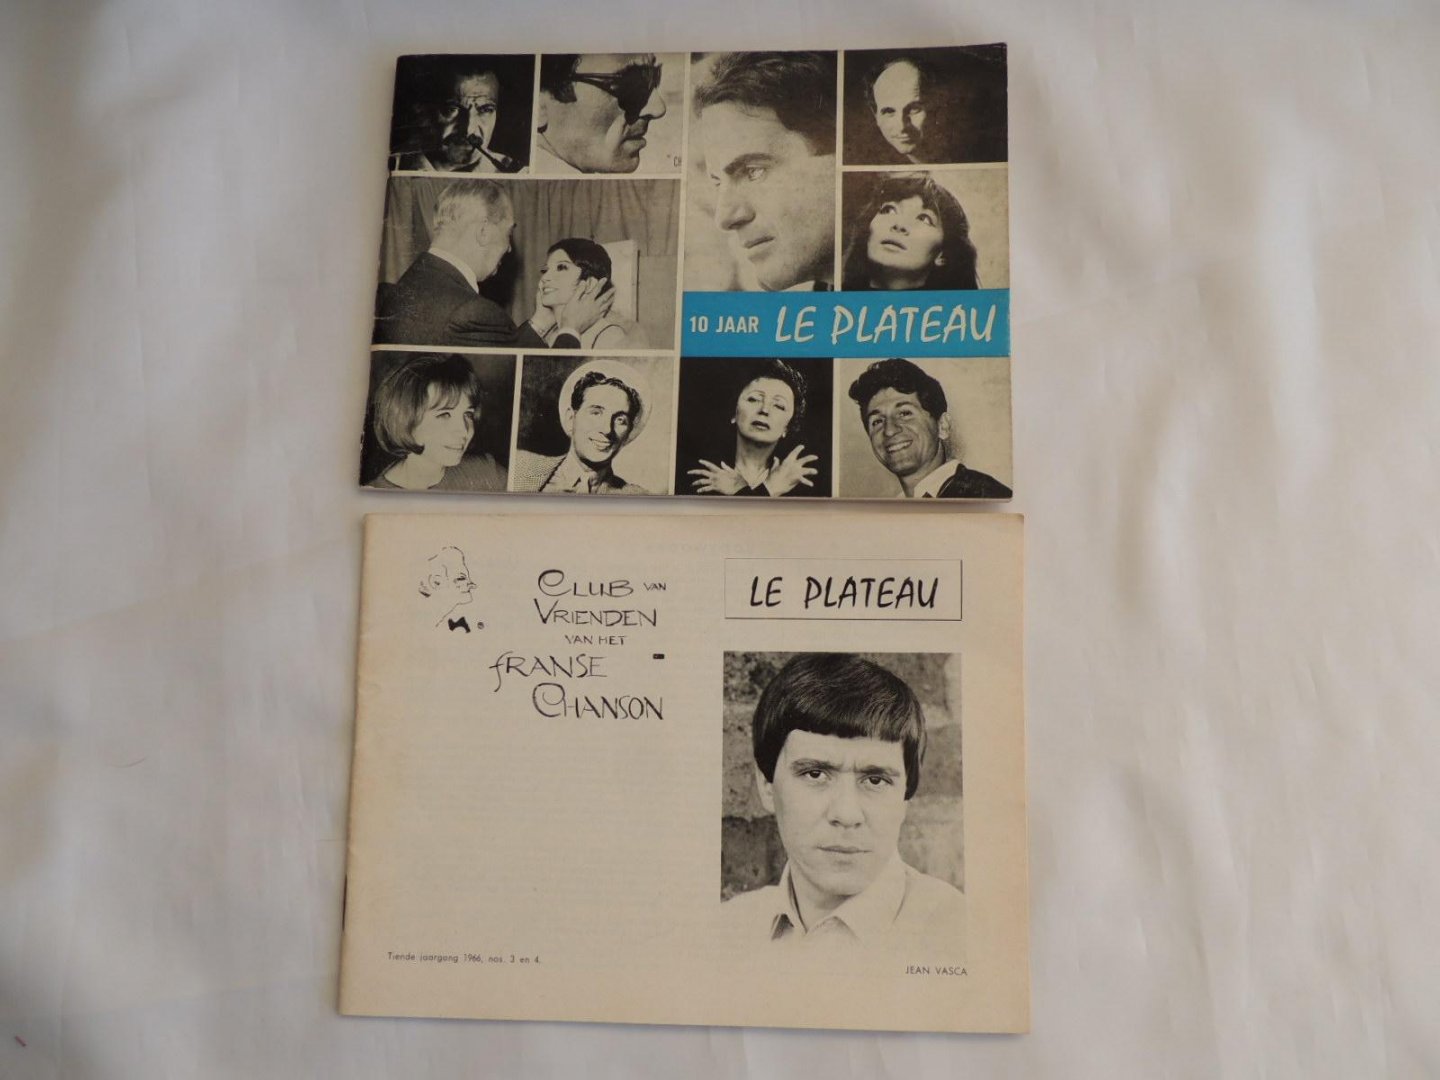 CH
10 JAAR LE PLATEAU
CLUB VAN
VRIENDEN
VAN HET
FRANSE -
CHANSON
LE PLATEAU
Tiende jaargang 1966, nos. 3 en 4.
JEAN VASCA